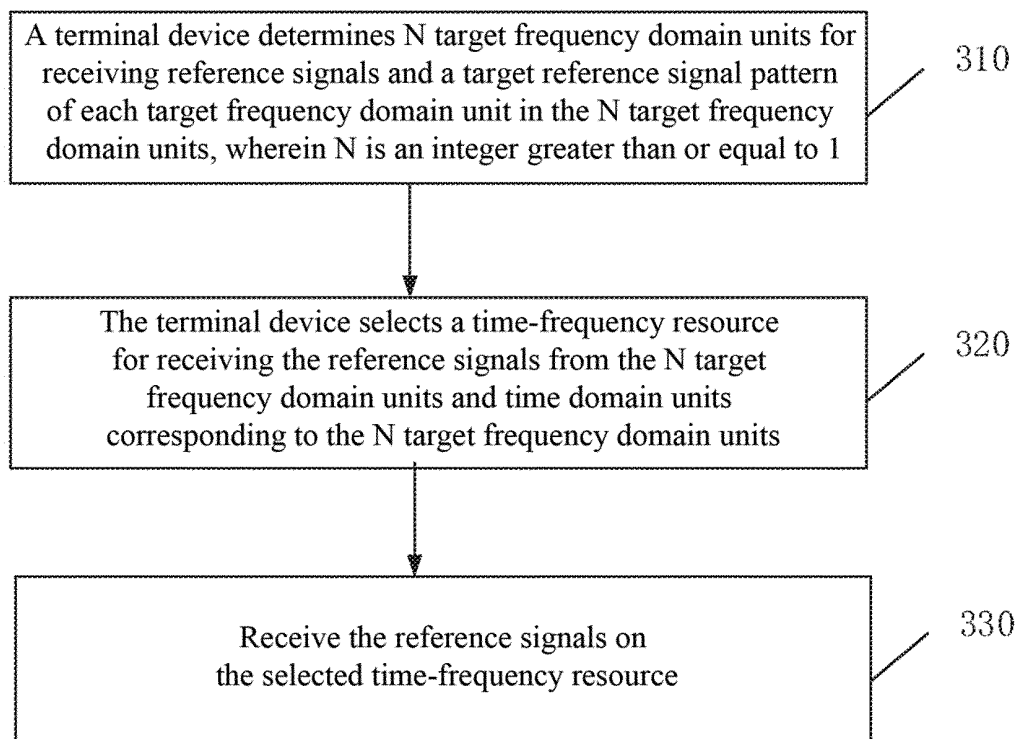 A terminal device determines N target frequency domain units for
receiving reference signals and a target reference signal pattern
of each target frequency domain unit in the N target frequency
domain units, wherein N is an integer greater than or equal to 1
310
The terminal device selects a time-frequency resource
for receiving the reference signals from the N target
frequency domain units and time domain units
corresponding to the N target frequency domain units
320
Receive the reference signals on
the selected time-frequency resource
330